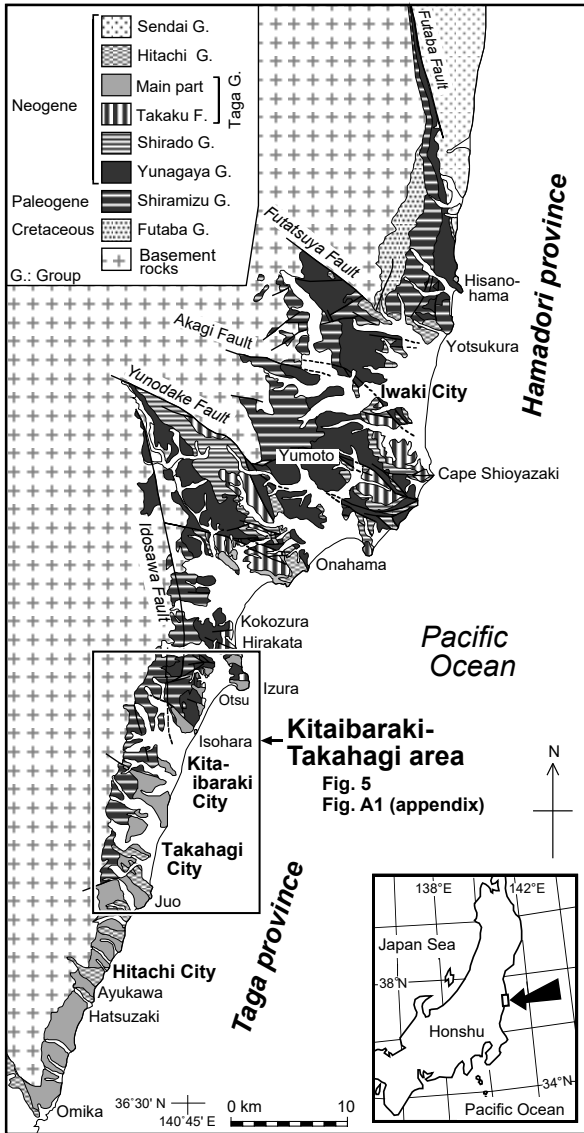 Sendai G.
Hitachi G.
Neogene
Main part
Takaku F.
Taga G.
Shirado G.
Yunagaya G.
Paleogene
Shiramizu G.
Cretaceous
Futaba G.
Basement
rocks
G.: Group
Futaba Fault
Hamadori province
Futatsuya Fault
Hisano-
hama
Akagi Fault
Yotsukura
Yunodake Fault
Iwaki City
Yumoto
Cape Shioyazaki
Idosawa Fault
Onahama
Kokozura
Hirakata
Pacific
Ocean
Izura
Otsu
Isohara
Kitaibaraki-
Takahagi area
Fig. 5
Fig. A1 (appendix)
N
Kita-
ibaraki
City
Takahagi
City
Juo
Taga province
Hitachi City
Ayukawa
Hatsuzaki
Omika
36°30' N
140°45' E
0 km
10
138°E
142°E
Japan Sea
38°N
Honshu
34°N
Pacific Ocean